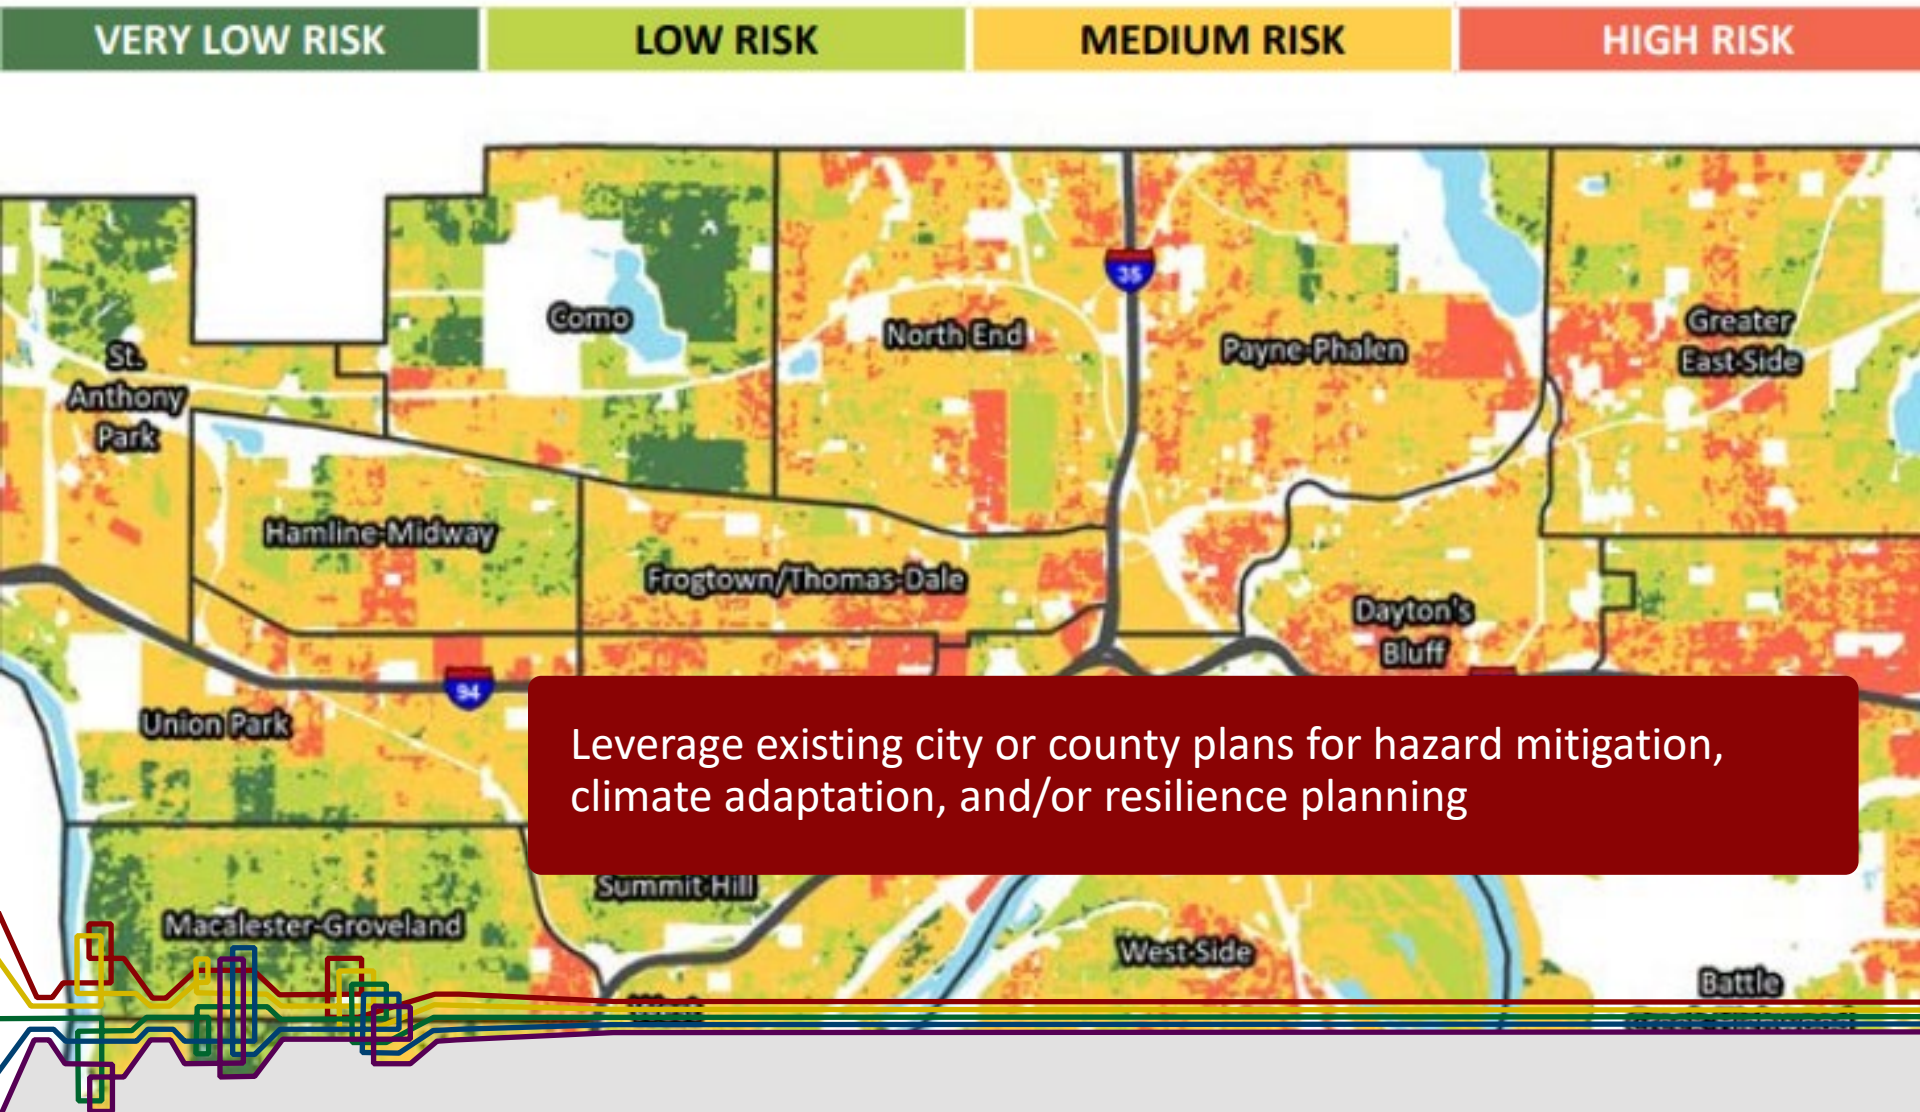 VERY LOW RISK
LOW RISK
MEDIUM RISK
HIGH RISK
35
Como
North End
Payne-Phalen
Greater
East-Side
St.
Anthony
Park
Hamline-Midway
Frogtown/Thomas-Dale
Dayton's
Bluff
94
Union Park
Leverage existing city or county plans for hazard mitigation,
climate adaptation, and/or resilience planning
Summit-Hill
Macalester-Groveland
West-Side
Battle